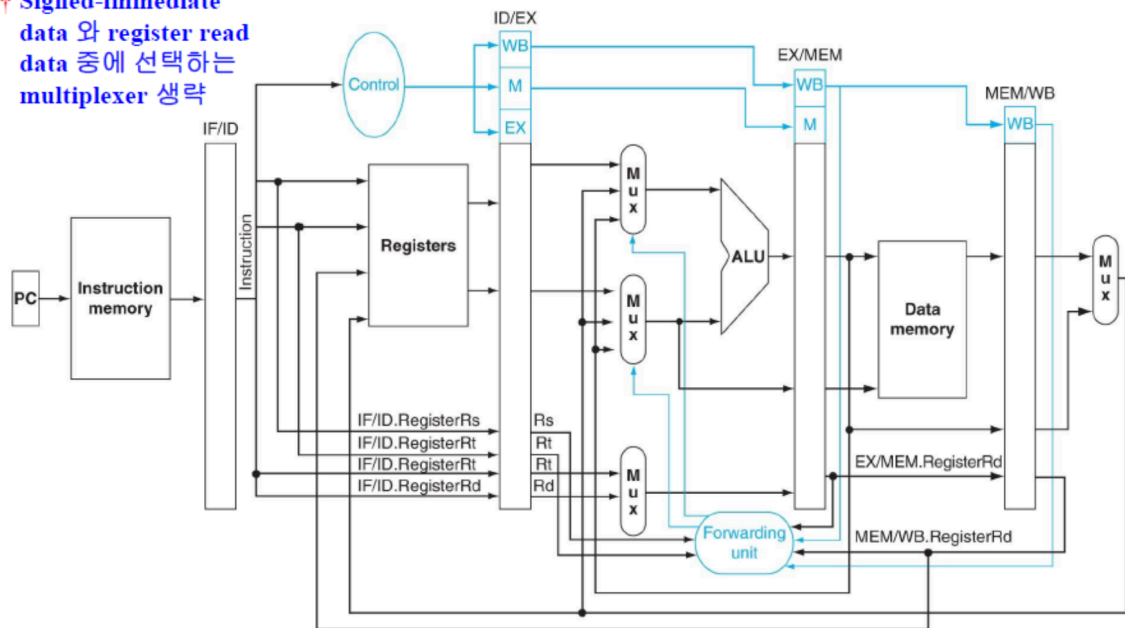 † Signed-immediate
data 와 register read
data 중에 선택하는
multiplexer 생략
ID/EX
WB
M
EX
Control
EX/MEM
WB
M
MEM/WB
WB
IF/ID
Instruction
PC
Instruction
memory
Registers
M
u
x
M
u
x
M
u
x
ALU
Data
memory
M
u
x
IF/ID.RegisterRs
IF/ID.RegisterRt
IF/ID.RegisterRt
IF/ID.RegisterRd
Rs
Rt
Rt
Rd
EX/MEM.RegisterRd
Forwarding
unit
MEM/WB.RegisterRd